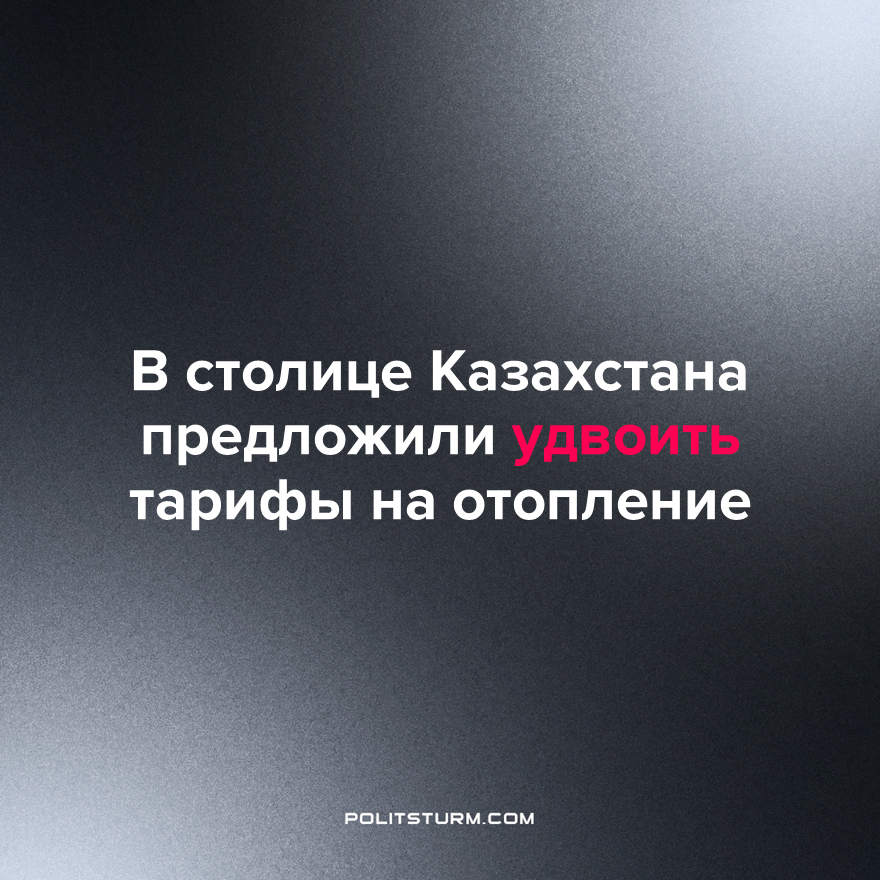 В столице Казахстана
предложили удвоить
тарифы на отопление
POLITSTURM.COM